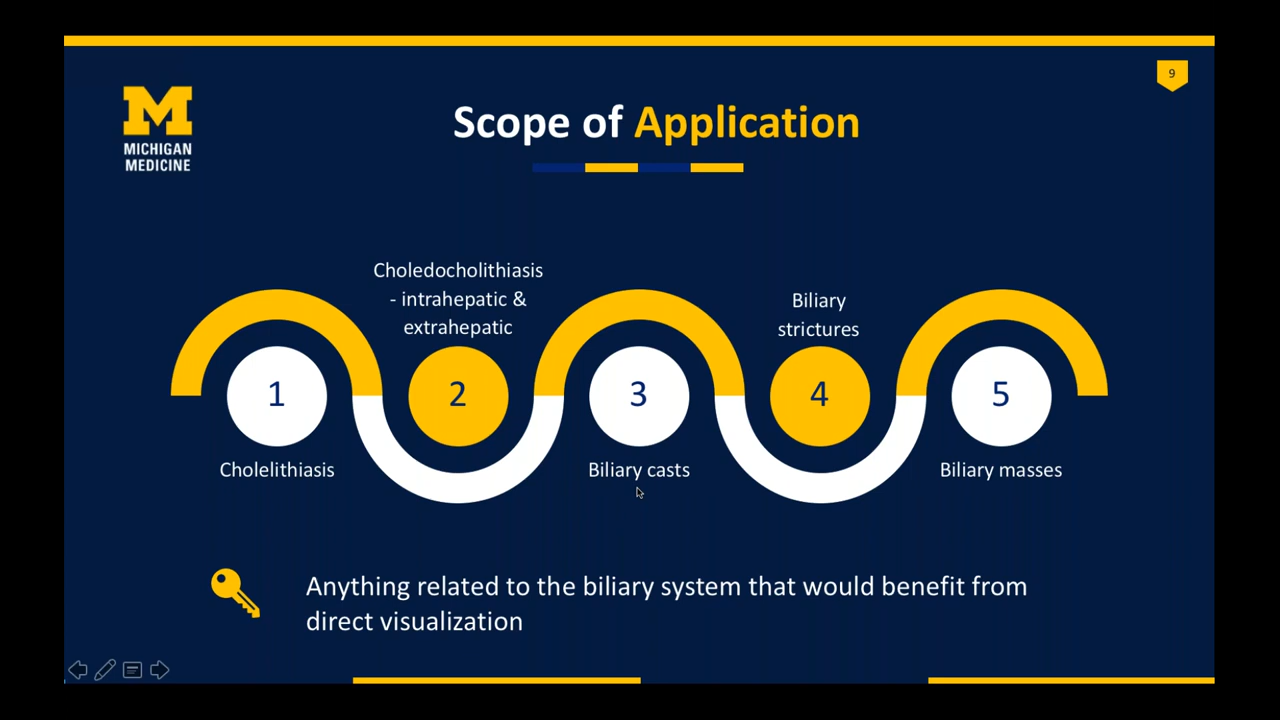 9
MICHIGAN
MEDICINE
Scope of Application
Choledocholithiasis
- intrahepatic &
extrahepatic
Biliary
strictures
1
2
3
4
5
Cholelithiasis
Biliary casts
Biliary masses
Anything related to the biliary system that would benefit from
direct visualization